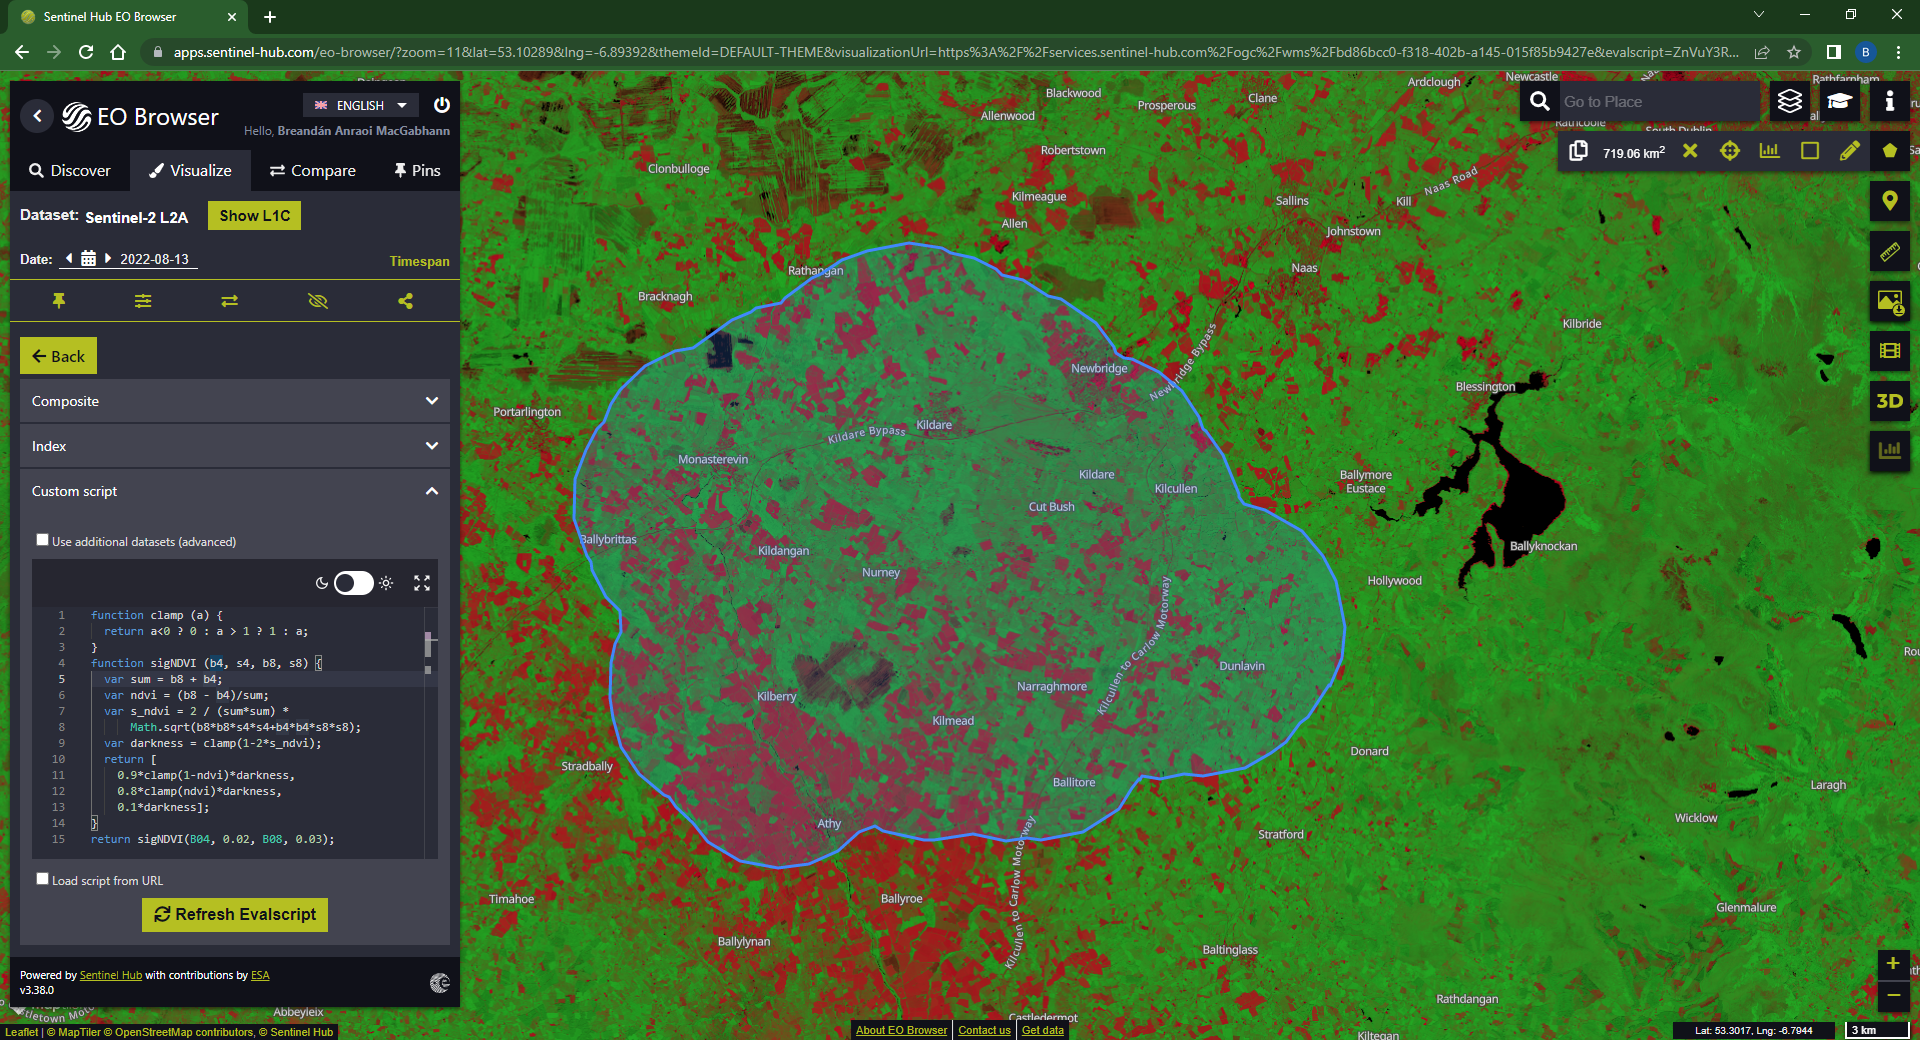 Sentinel Hub EO Browser
apps.sentinel-hub.com/eo-browser/?zoom=11&lat=53.10289&lng=-6.89392&themeId=DEFAULT-THEME&visualizationUrl=https%3A%2F%2Fservices.sentinel-hub.com%2Fogc%2Fwms%2Fbd86bcc0-f318-402b-a145-015f85b9427e&evalscript=ZnVuY3R...
B
EO Browser
ENGLISH
Hello, Breandán Anraoi MacGabhann
Discover
Visualize
Compare
Pins
Dataset: Sentinel-2 L2A
Show L1C
Date: 2022-08-13
Timespan
Back
Composite
Index
Custom script
Use additional datasets (advanced)
1 function clamp (a) {
2 return a<0 ? 0 : a > 1 ? 1 : a;
3 }
4 function sigNDVI (b4, s4, b8, s8) {
5 var sum = b8 + b4;
6 var ndvi = (b8 - b4)/sum;
7 var s_ndvi = 2 / (sum*sum) *
8 Math.sqrt(b8*b8*s4*s4+b4*b4*s8*s8);
9 var darkness = clamp(1-2*s_ndvi);
10 return [
11 0.9*clamp(1-ndvi)*darkness,
12 0.8*clamp(ndvi)*darkness,
13 0.1*darkness];
14 }
15 return sigNDVI(B04, 0.02, B08, 0.03);
Load script from URL
Refresh Evalscript
Powered by Sentinel Hub with contributions by ESA
v3.38.0
Abbeyleix
Leaflet | © MapTiler © OpenStreetMap contributors, © Sentinel Hub
Go to Place
719.06 km²
3D
Ardclough
Newcastle
Rathfarnham
Blackwood
Prosperous
Clane
Allenwood
Rathcoole
South Dublin
Robertstown
Clonbulloge
Naas Road
Kilmeague
Sallins
Kill
Allen
Johnstown
Rathangan
Naas
Bracknagh
Kilbride
Newbridge
Newbridge Bypass
Blessington
Portarlington
Kildare Bypass
Kildare
Monasterevin
Kildare
Kilcullen
Ballymore
Eustace
Cut Bush
Ballybrittas
Kildangan
Ballyknockan
Nurney
Hollywood
Kilcullen to Carlow Motorway
Dunlavin
Narraghmore
Kilberry
Kilmead
Donard
Stradbally
Ballitore
Laragh
Wicklow
Athy
Stratford
Kilcullen to Carlow Motorway
Timahoe
Ballyroe
Glenmalure
Ballylynan
Baltinglass
Rathdangan
Castledermot
Kiltegan
About EO Browser
Contact us
Get data
Lat: 53.3017, Lng: -6.7944
3 km